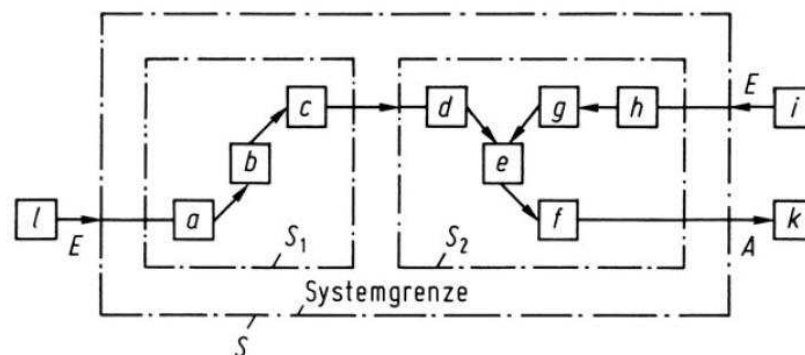 c d g h E i
b e
l E a S₁ f S₂ A k
Systemgrenze
S